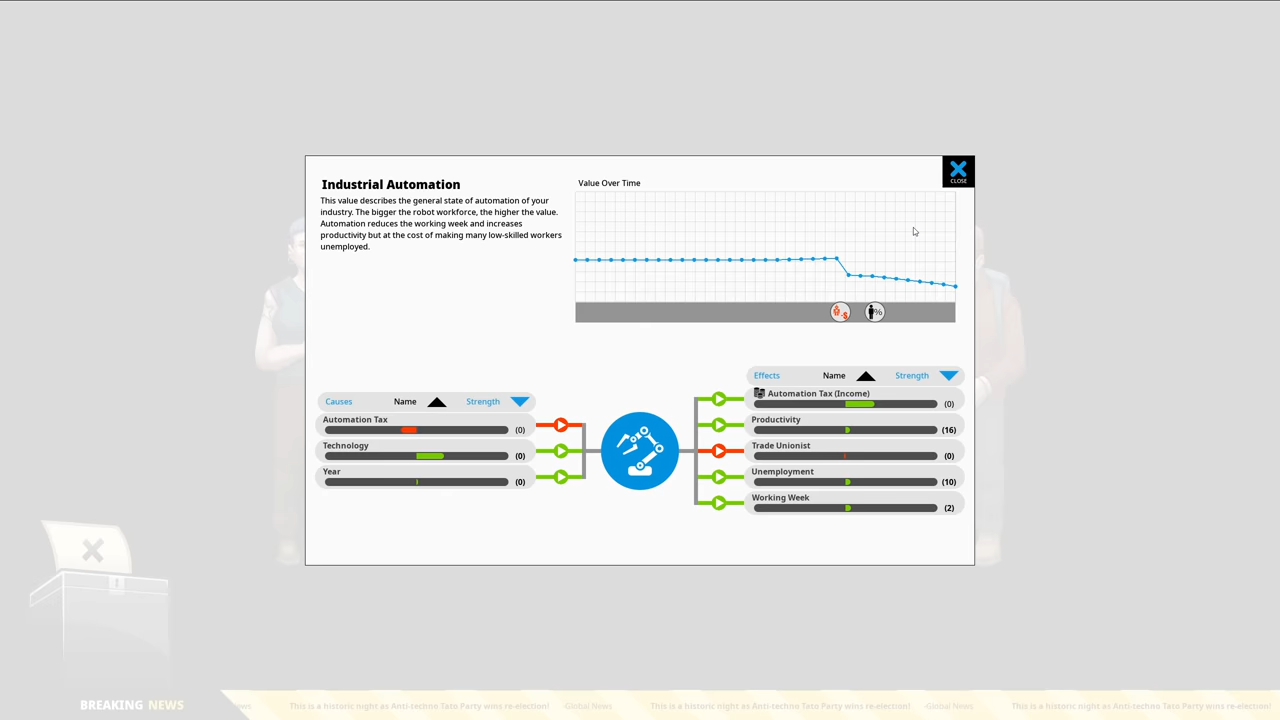 Industrial Automation
This value describes the general state of automation of your
industry. The bigger the robot workforce, the higher the value.
Automation reduces the working week and increases
productivity but at the cost of making many low-skilled workers
unemployed.
Value Over Time
CLOSE
-$
%
Causes Name Strength
Automation Tax
(0)
Technology
(0)
Year
(0)
Effects Name Strength
Automation Tax (Income)
(0)
Productivity
(16)
Trade Unionist
(0)
Unemployment
(10)
Working Week
(2)
BREAKING NEWS
ews This is a historic night as Anti-techno Tato Party wins re-election! -Global News This is a historic night as Anti-techno Tato Party wins re-election! -Global News This is a historic night as Anti-techno Tato Party wins re-election!